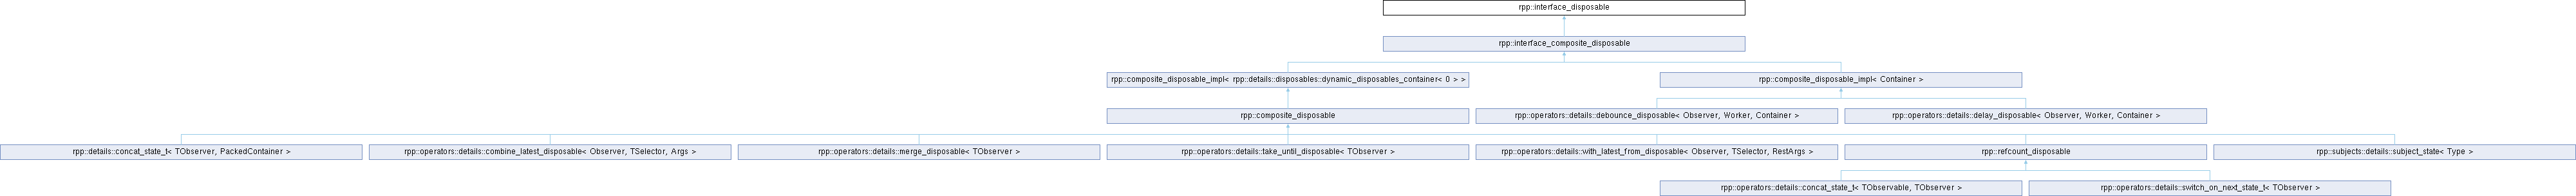 rpp::interface_disposable
rpp::interface_composite_disposable
rpp::composite_disposable_impl< rpp::details::disposables::dynamic_disposables_container< 0 > >
rpp::composite_disposable_impl< Container >
rpp::composite_disposable
rpp::operators::details::debounce_disposable< Observer, Worker, Container >
rpp::operators::details::delay_disposable< Observer, Worker, Container >
rpp::details::concat_state_t< TObserver, PackedContainer >
rpp::operators::details::combine_latest_disposable< Observer, TSelector, Args >
rpp::operators::details::merge_disposable< TObserver >
rpp::operators::details::take_until_disposable< TObserver >
rpp::operators::details::with_latest_from_disposable< Observer, TSelector, RestArgs >
rpp::refcount_disposable
rpp::subjects::details::subject_state< Type >
rpp::operators::details::concat_state_t< TObservable, TObserver >
rpp::operators::details::switch_on_next_state_t< TObserver >